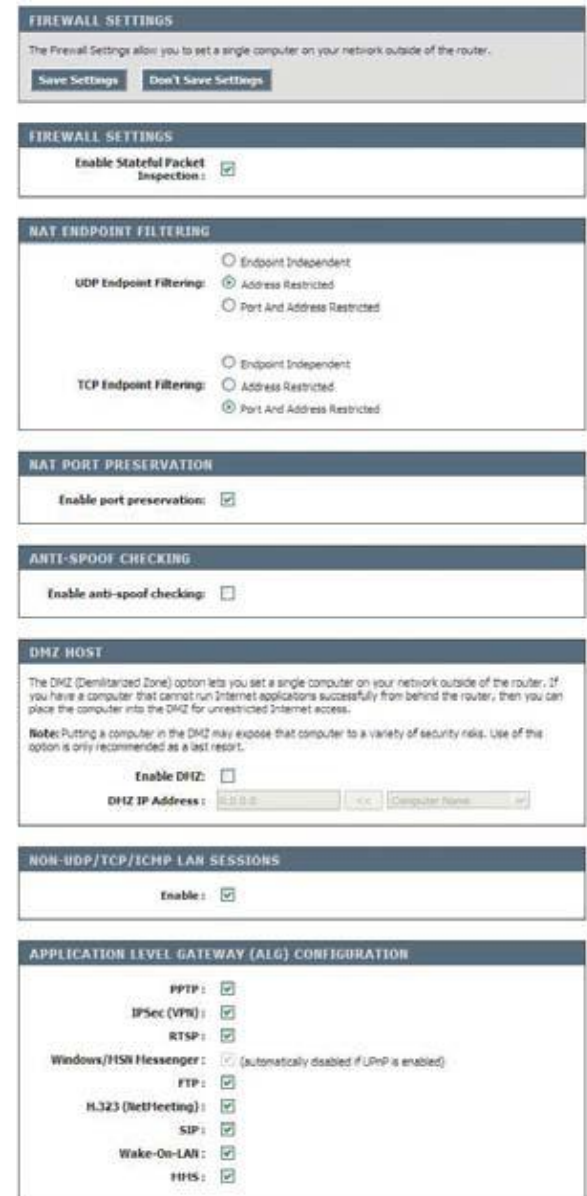 FIREWALL SETTINGS
The Firewall Settings allow you to set a single computer on your network outside of the router.
Save Settings Don't Save Settings
FIREWALL SETTINGS
Enable Stateful Packet
Inspection :
NAT ENDPOINT FILTERING
Endpoint Independent
UDP Endpoint Filtering: Address Restricted
Port And Address Restricted
Endpoint Independent
TCP Endpoint Filtering: Address Restricted
Port And Address Restricted
NAT PORT PRESERVATION
Enable port preservation:
ANTI-SPOOF CHECKING
Enable anti-spoof checking:
DMZ HOST
The DMZ (Demilitarized Zone) option lets you set a single computer on your network outside of the router. If
you have a computer that cannot run Internet applications successfully from behind the router, then you can
place the computer into the DMZ for unrestricted Internet access.
Note: Putting a computer in the DMZ may expose that computer to a variety of security risks. Use of this
option is only recommended as a last resort.
Enable DMZ:
DMZ IP Address : 0.0.0.0 << Computer Name
NON-UDP/TCP/ICMP LAN SESSIONS
Enable :
APPLICATION LEVEL GATEWAY (ALG) CONFIGURATION
PPTP :
IPSec (VPN) :
RTSP :
Windows/MSN Messenger : (automatically disabled if UPnP is enabled)
FTP :
H.323 (NetMeeting) :
SIP :
Wake-On-LAN :
MMS :